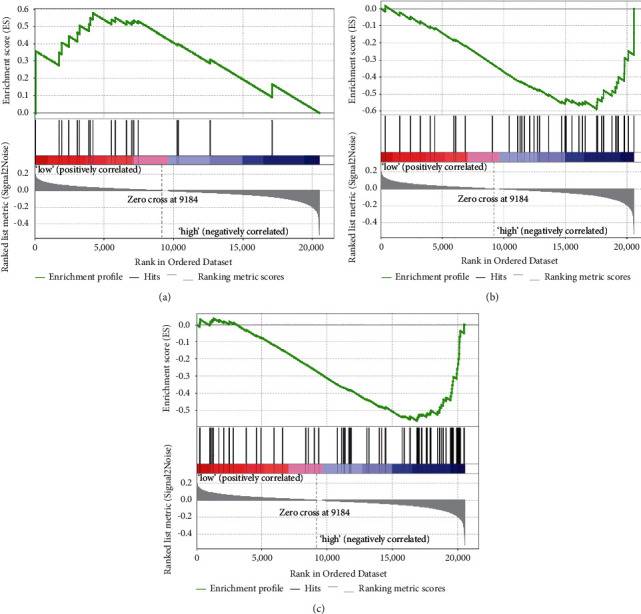 Enrichment score (ES)
0.6
0.5
0.4
0.3
0.2
0.1
0.0
'low' (positively correlated)
Ranked list metric (Signal2Noise)
0.2
0.0
-0.2
-0.4
Zero cross at 9184
'high' (negatively correlated)
0 5,000 10,000 15,000 20,000
Rank in Ordered Dataset
Enrichment profile Hits Ranking metric scores
(a)
Enrichment score (ES)
-0.0
-0.1
-0.2
-0.3
-0.4
-0.5
-0.6
'low' (positively correlated)
Ranked list metric (Signal2Noise)
0.2
0.0
-0.2
-0.4
Zero cross at 9184
'high' (negatively correlated)
0 5,000 10,000 15,000 20,000
Rank in Ordered Dataset
Enrichment profile Hits Ranking metric scores
(b)
Enrichment score (ES)
0.0
-0.1
-0.2
-0.3
-0.4
-0.5
'low' (positively correlated)
Ranked list metric (Signal2Noise)
0.2
0.0
-0.2
-0.4
Zero cross at 9184
'high' (negatively correlated)
0 5,000 10,000 15,000 20,000
Rank in Ordered Dataset
Enrichment profile Hits Ranking metric scores
(c)